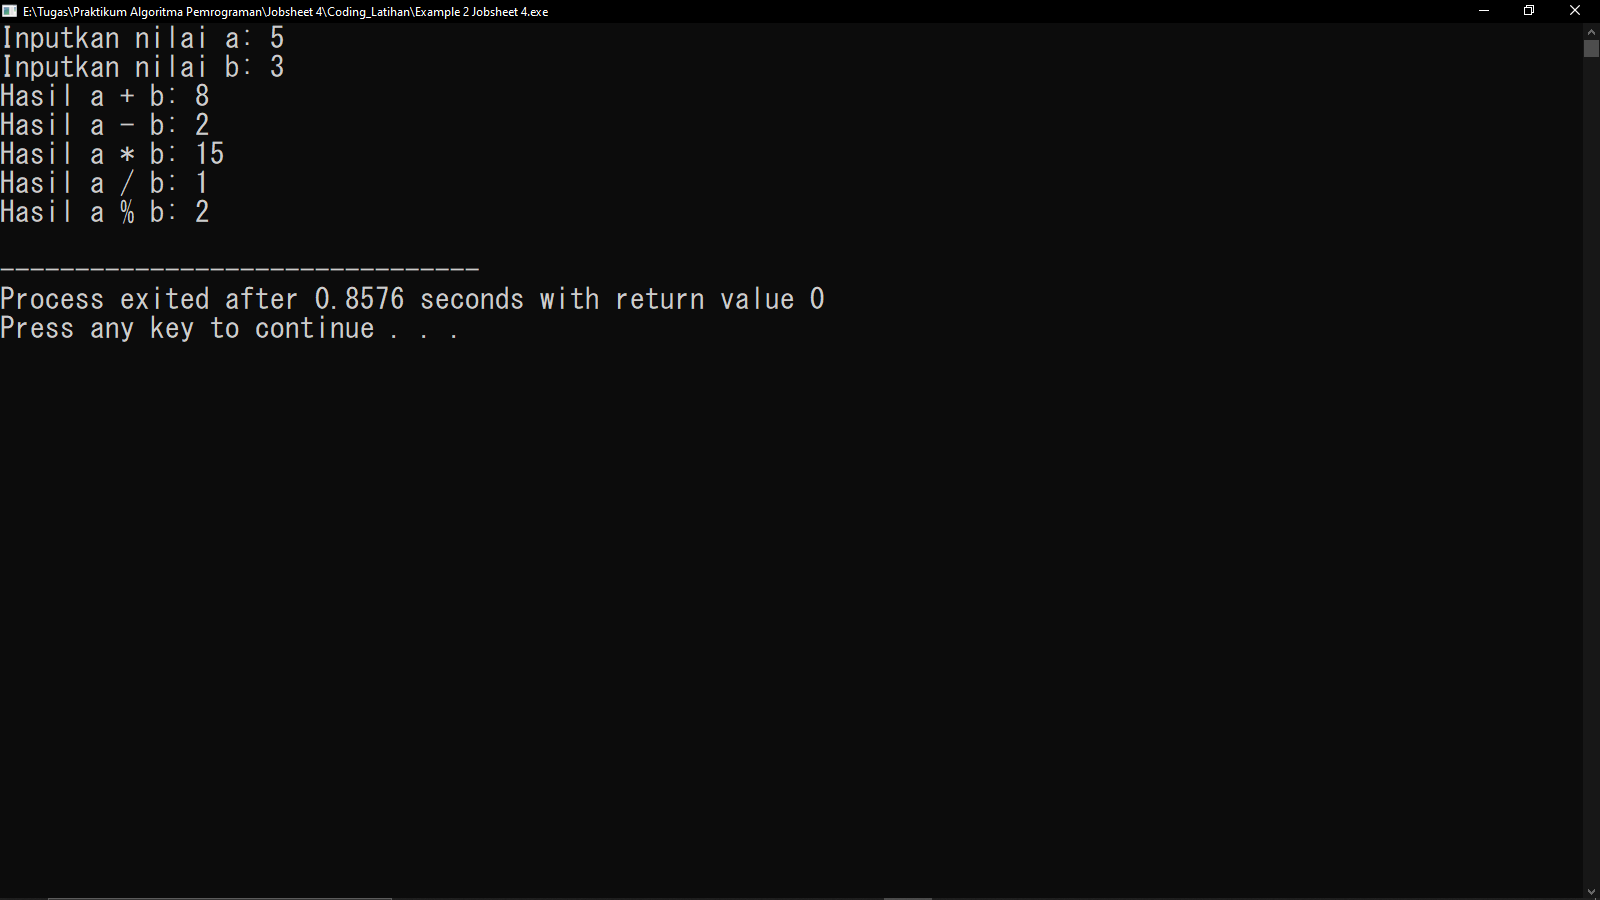 E:\Tugas\Praktikum Algoritma Pemrograman\Jobsheet 4\Coding_Latihan\Example 2 Jobsheet 4.exe
Inputkan nilai a: 5
Inputkan nilai b: 3
Hasil a + b: 8
Hasil a - b: 2
Hasil a * b: 15
Hasil a / b: 1
Hasil a % b: 2
--------------------------------
Process exited after 0.8576 seconds with return value 0
Press any key to continue . . .